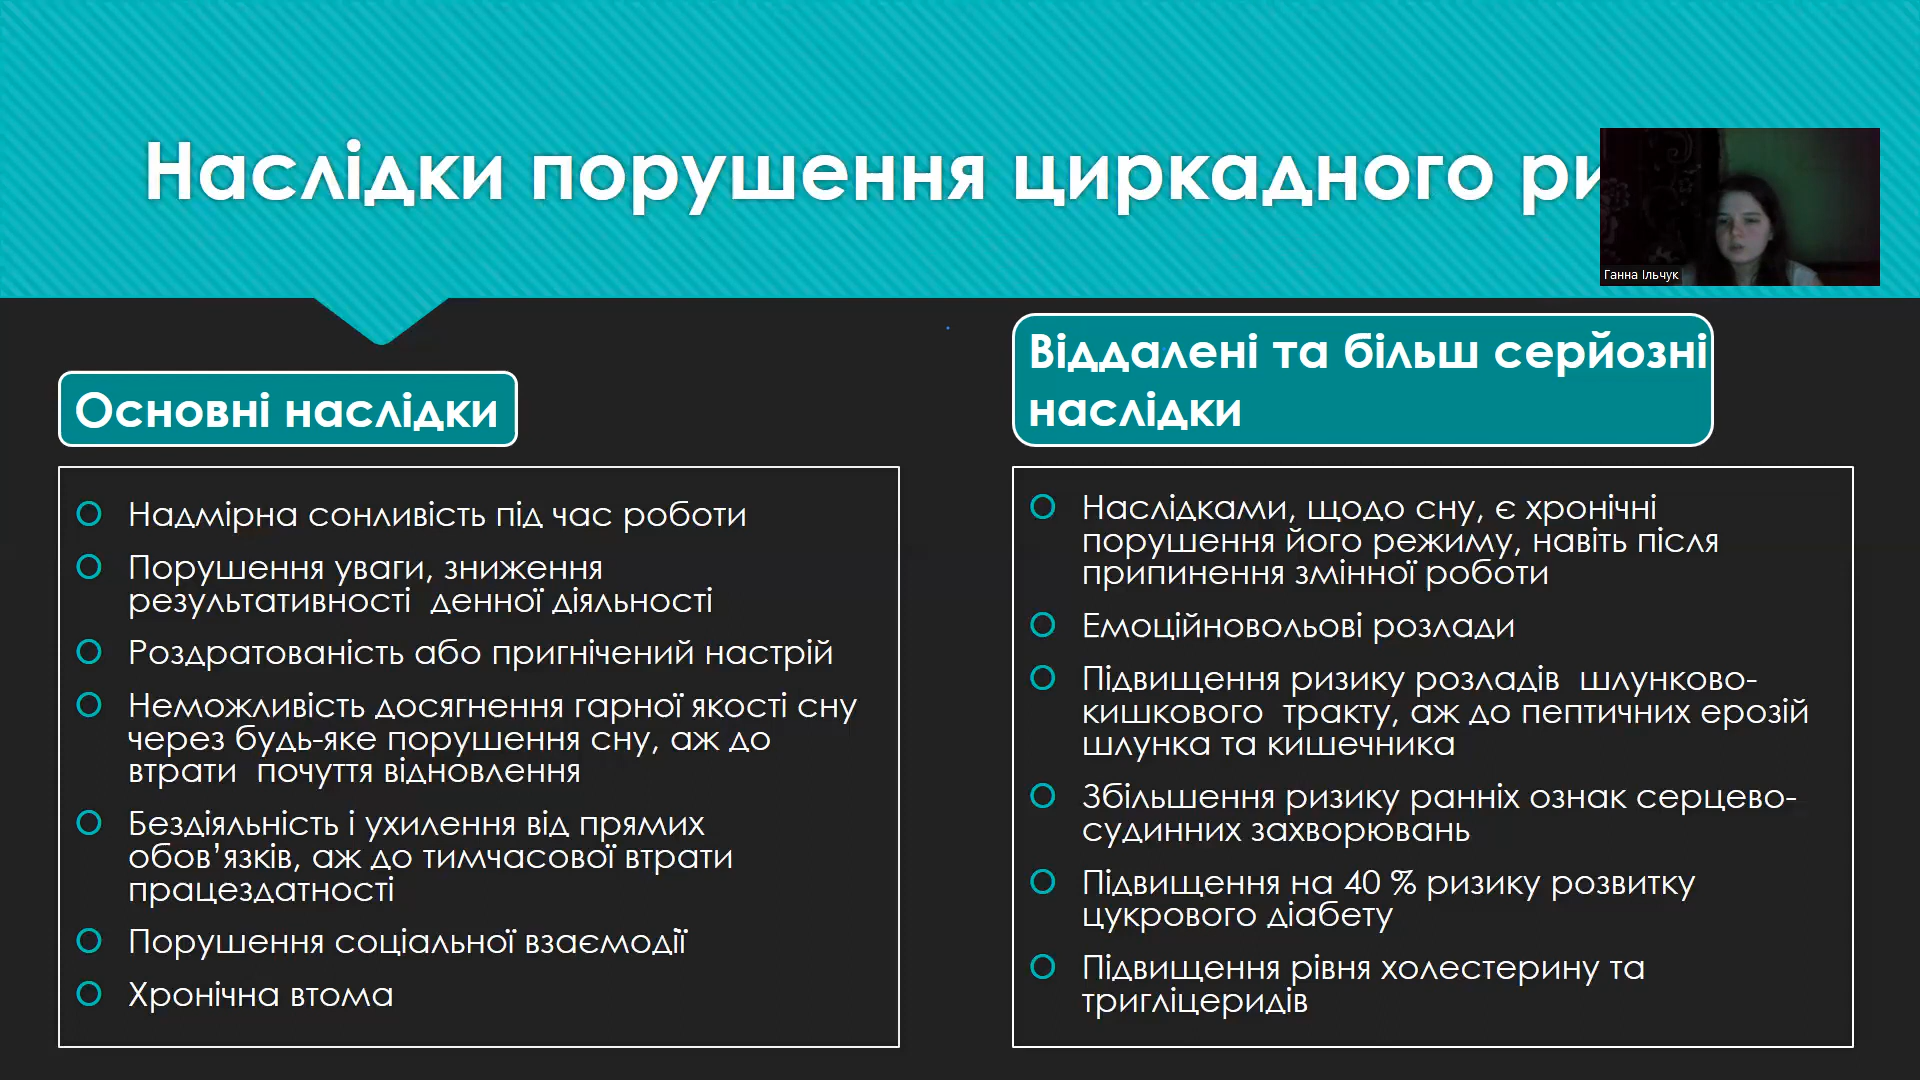 Наслідки порушення циркадного ри
Ганна Ільчук
Основні наслідки
Надмірна сонливість під час роботи
Порушення уваги, зниження
результативності денної діяльності
Роздратованість або пригнічений настрій
Неможливість досягнення гарної якості сну
через будь-яке порушення сну, аж до
втрати почуття відновлення
Бездіяльність і ухилення від прямих
обов’язків, аж до тимчасової втрати
працездатності
Порушення соціальної взаємодії
Хронічна втома
Віддалені та більш серйозні
наслідки
Наслідками, щодо сну, є хронічні
порушення його режиму, навіть після
припинення змінної роботи
Емоційновольові розлади
Підвищення ризику розладів шлунково-
кишкового тракту, аж до пептичних ерозій
шлунка та кишечника
Збільшення ризику ранніх ознак серцево-
судинних захворювань
Підвищення на 40 % ризику розвитку
цукрового діабету
Підвищення рівня холестерину та
тригліцеридів